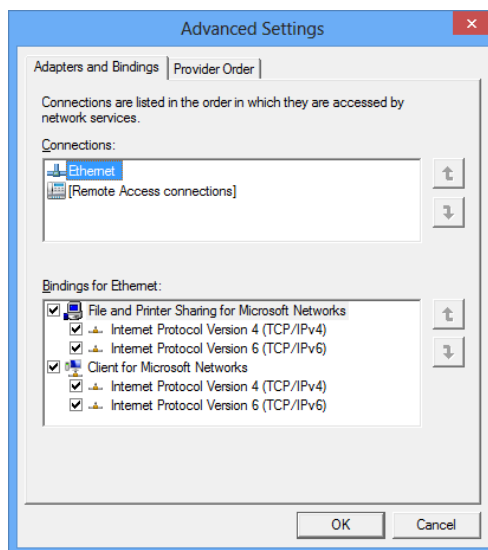 Advanced Settings
Adapters and Bindings
Provider Order
Connections are listed in the order in which they are accessed by
network services.
Connections:
Ethernet
[Remote Access connections]
Bindings for Ethernet:
File and Printer Sharing for Microsoft Networks
Internet Protocol Version 4 (TCP/IPv4)
Internet Protocol Version 6 (TCP/IPv6)
Client for Microsoft Networks
Internet Protocol Version 4 (TCP/IPv4)
Internet Protocol Version 6 (TCP/IPv6)
OK
Cancel